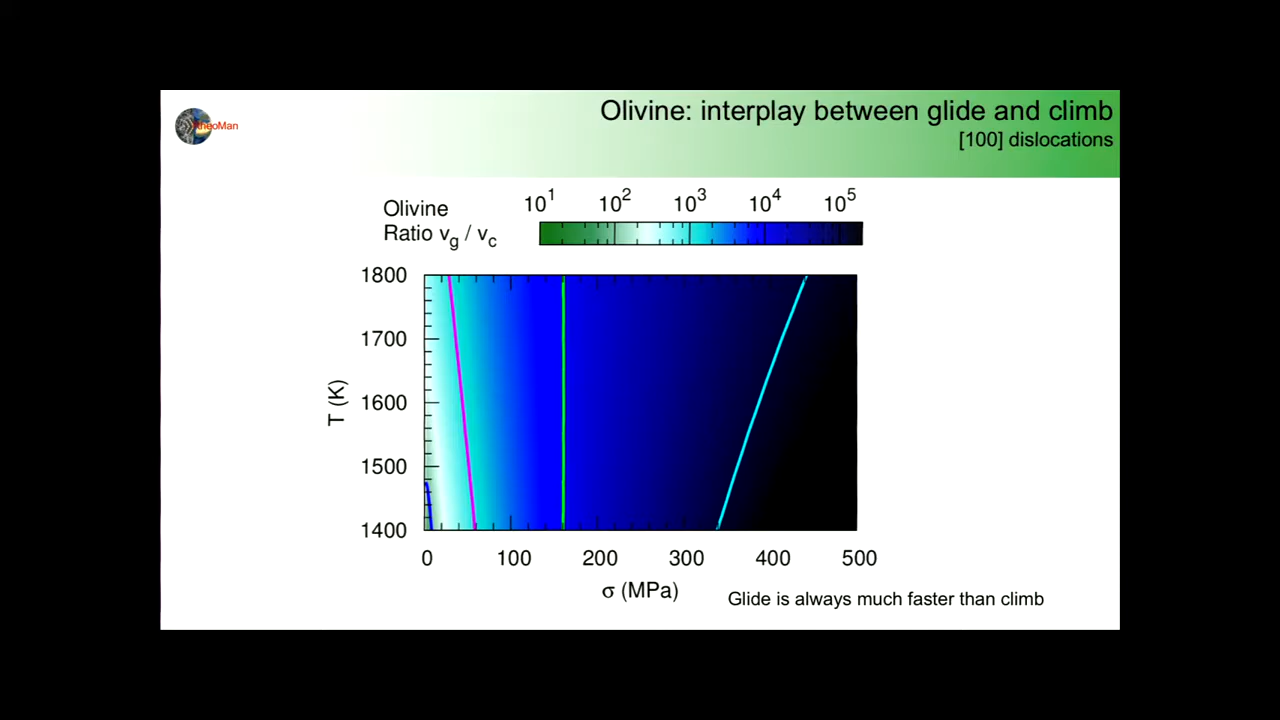 Olivine: interplay between glide and climb
[100] dislocations
RheoMan
Olivine
Ratio v_g / v_c
10^1 10^2 10^3 10^4 10^5
1800
1700
1600
1500
1400
T (K)
0 100 200 300 400 500
σ (MPa)
Glide is always much faster than climb